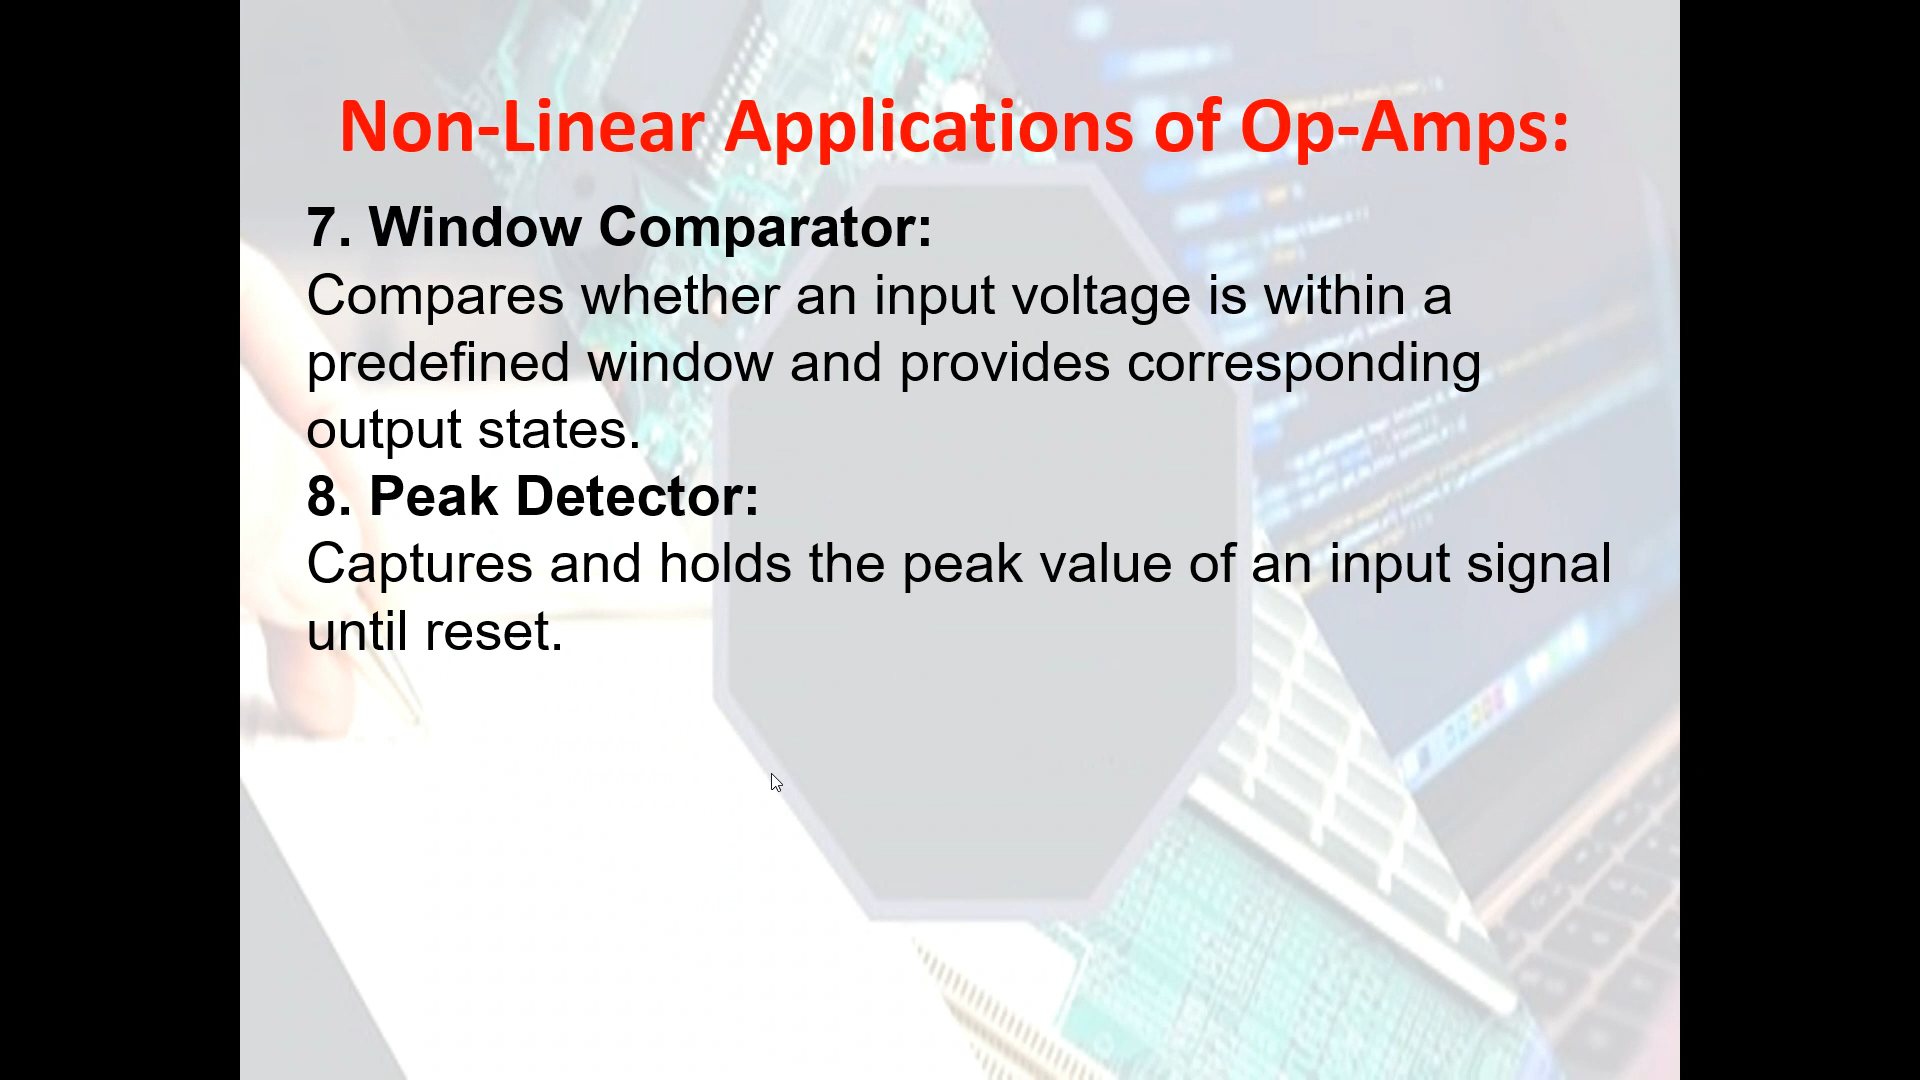 Non-Linear Applications of Op-Amps:
7. Window Comparator:
Compares whether an input voltage is within a
predefined window and provides corresponding
output states.
8. Peak Detector:
Captures and holds the peak value of an input signal
until reset.